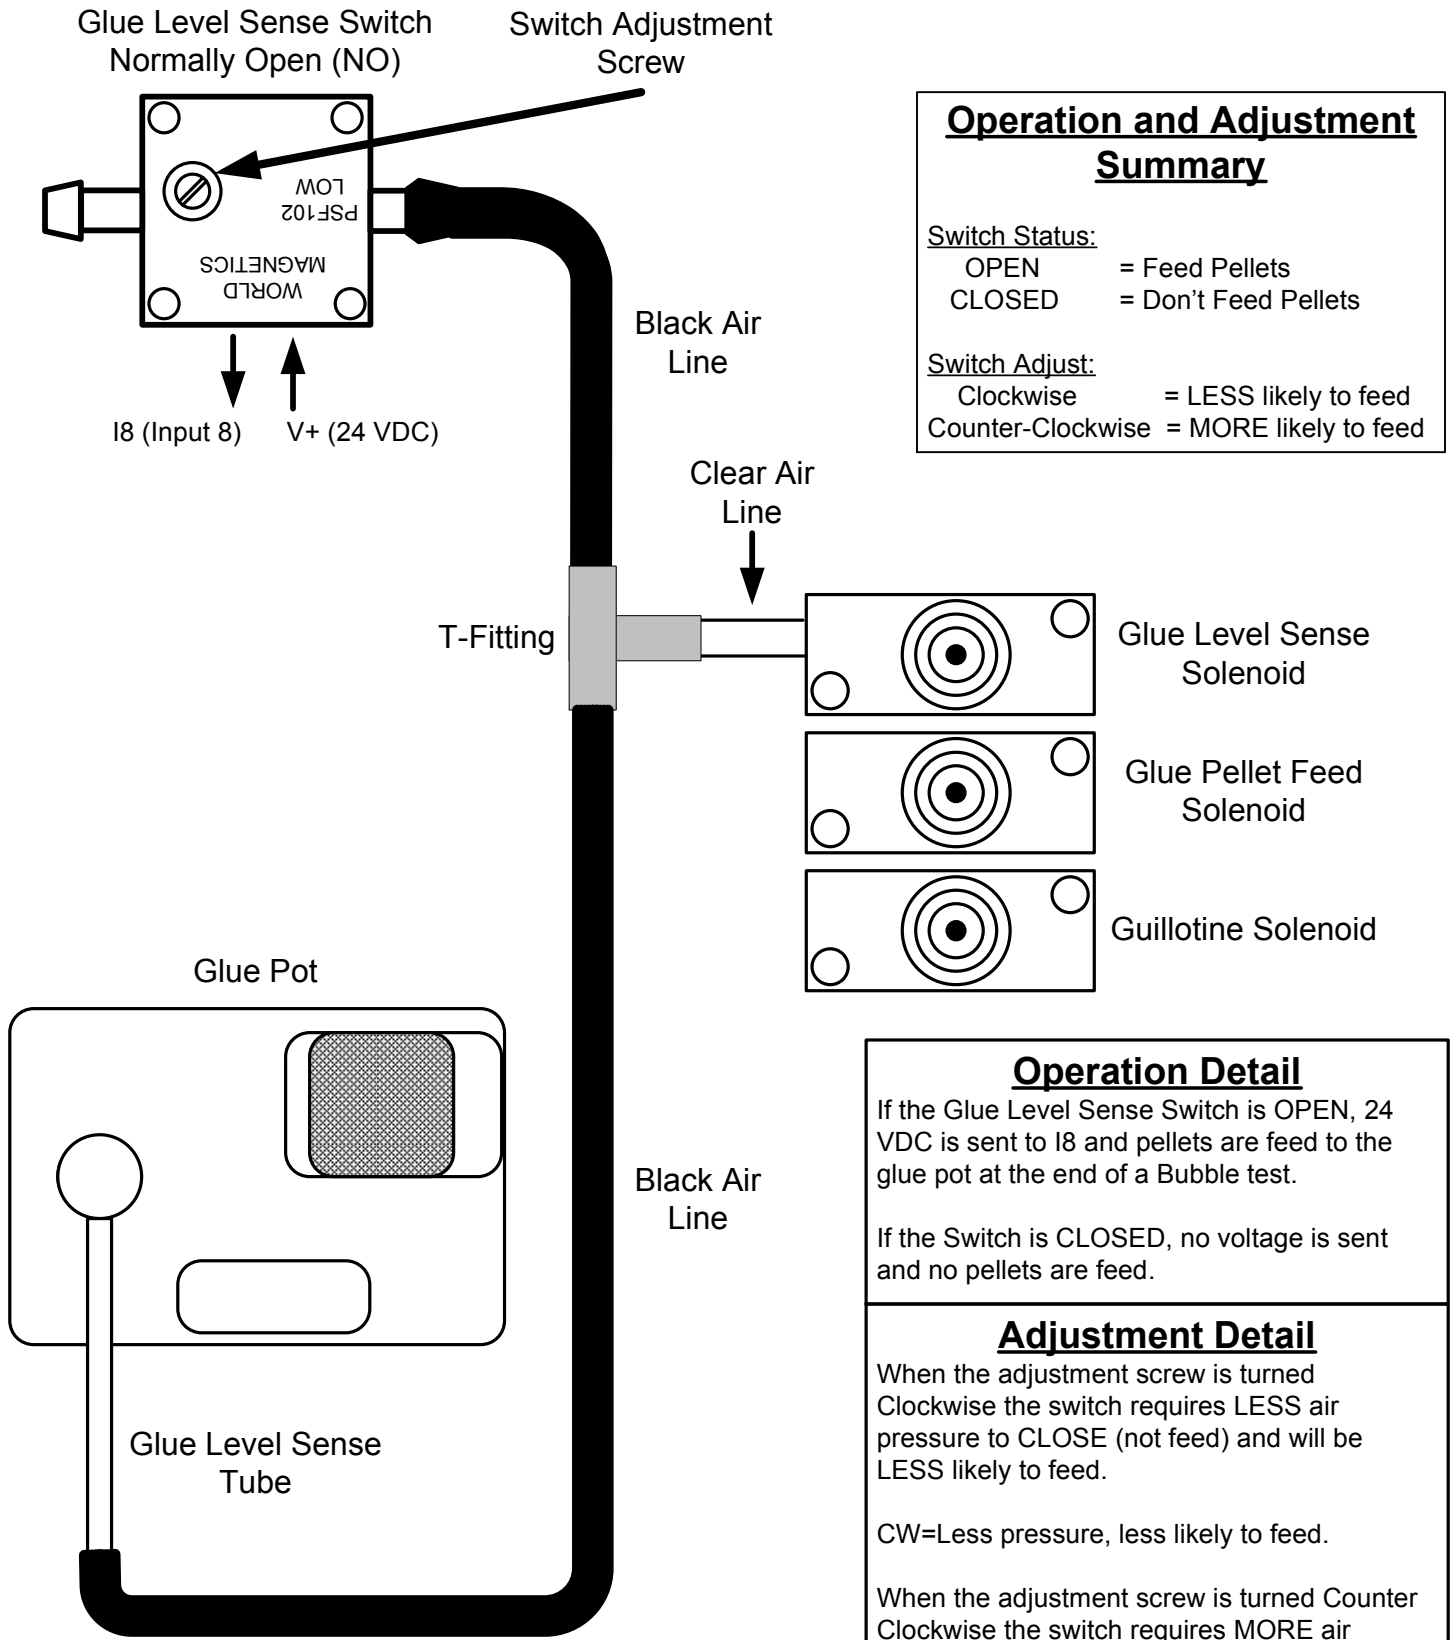 Glue Level Sense Switch
Normally Open (NO)
Switch Adjustment
Screw
PSF102
LOW
WORLD
MAGNETICS
I8 (Input 8)
V+ (24 VDC)
Operation and Adjustment
Summary
Switch Status:
OPEN = Feed Pellets
CLOSED = Don't Feed Pellets
Switch Adjust:
Clockwise = LESS likely to feed
Counter-Clockwise = MORE likely to feed
Black Air
Line
Clear Air
Line
T-Fitting
Glue Level Sense
Solenoid
Glue Pellet Feed
Solenoid
Guillotine Solenoid
Glue Pot
Black Air
Line
Glue Level Sense
Tube
Operation Detail
If the Glue Level Sense Switch is OPEN, 24
VDC is sent to I8 and pellets are feed to the
glue pot at the end of a Bubble test.
If the Switch is CLOSED, no voltage is sent
and no pellets are feed.
Adjustment Detail
When the adjustment screw is turned
Clockwise the switch requires LESS air
pressure to CLOSE (not feed) and will be
LESS likely to feed.
CW=Less pressure, less likely to feed.
When the adjustment screw is turned Counter
Clockwise the switch requires MORE air